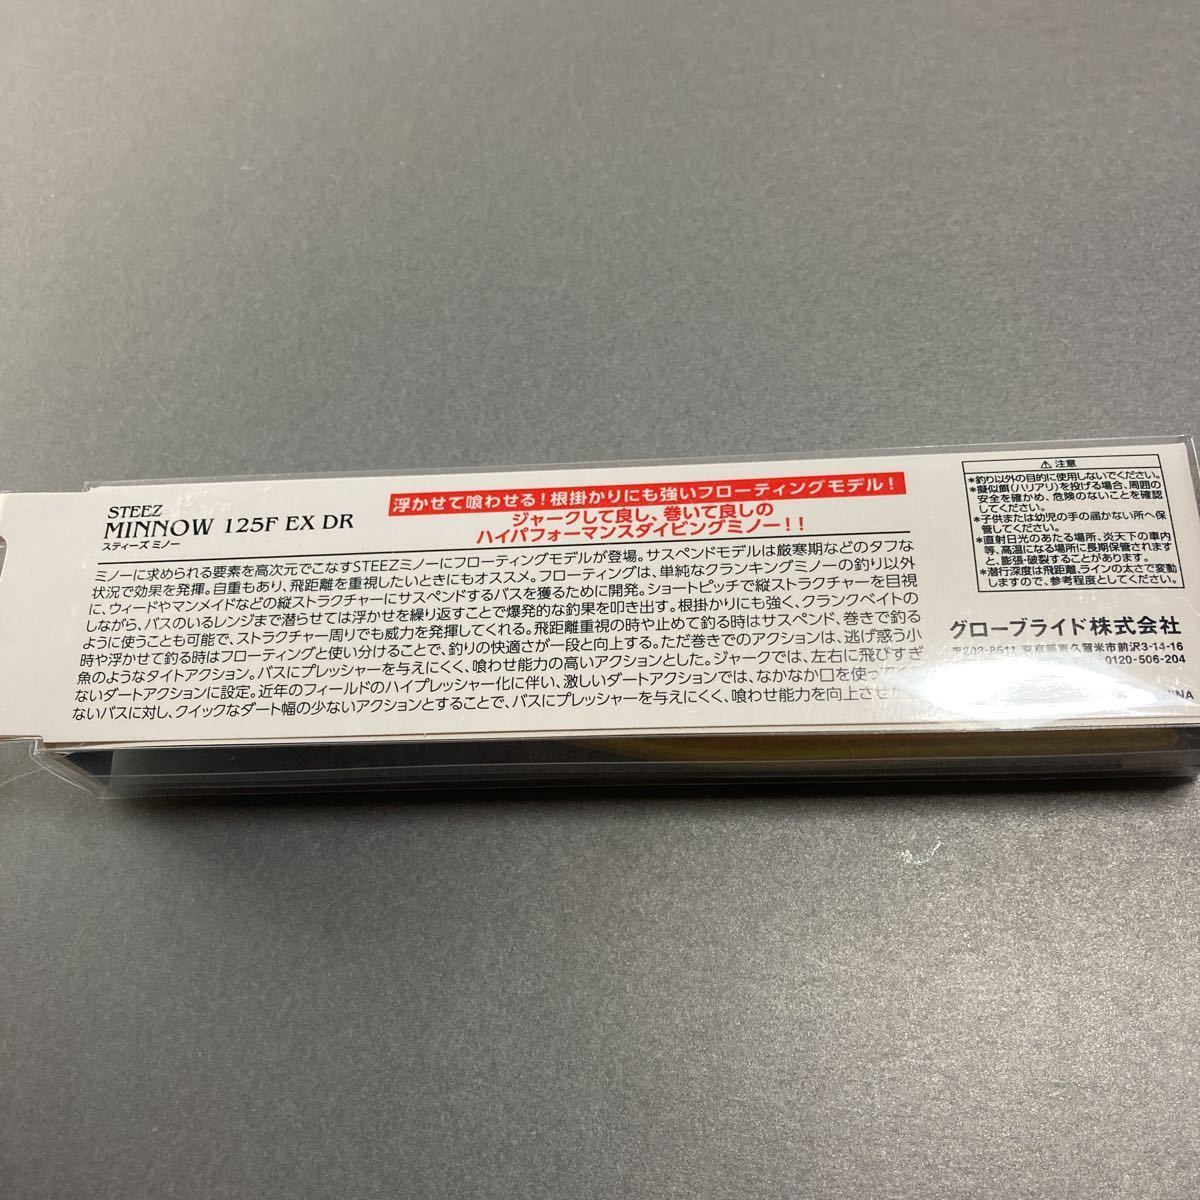 STEEZ
MINNOW 125F EX DR
スティーズ ミノー
浮かせて喰わせる！根掛かりにも強いフローティングモデル！
ジャークして良し、巻いて良しの
ハイパフォーマンスダイビングミノー！！
ミノーに求められる要素を高次元でこなすSTEEZミノーにフローティングモデルが登場。サスペンドモデルは厳寒期などのタフな
状況で効果を発揮。自重もあり、飛距離を重視したいときにもオススメ。フローティングは、単純なクランキングミノーの釣り以外
に、ウィードやマンメイドなどの縦ストラクチャーにサスペンドするバスを獲るために開発。ショートピッチで縦ストラクチャーを目視
しながら、バスのいるレンジまで潜らせては浮かせを繰り返すことで爆発的な釣果を叩き出す。根掛かりにも強く、クランクベイトの
ように使うことも可能で、ストラクチャー周りでも威力を発揮してくれる。飛距離重視の時や止めて釣る時はサスペンド、巻きで釣る
時や浮かせて釣る時はフローティングと使い分けることで、釣りの快適さが一段と向上する。ただ巻きでのアクションは、逃げ惑う小
魚のようなタイトアクション。バスにプレッシャーを与えにくく、喰わせ能力の高いアクションとした。ジャークでは、左右に飛びすぎ
ないダートアクションに設定。近年のフィールドのハイプレッシャー化に伴い、激しいダートアクションでは、なかなか口を使って
ないバスに対し、クイックなダート幅の少ないアクションとすることで、バスにプレッシャーを与えにくく、喰わせ能力を向上させた
⚠ 注意
*釣り以外の目的に使用しないでください。
*擬似餌(ハリアリ)を投げる場合、周囲の
安全を確かめ、危険のないことを確認
してください。
*子供または幼児の手の届かない所へ保
管してください。
*直射日光のあたる場所、炎天下の車内
等、高温になる場所に長期保管されます
と、膨張・破裂することがあります。
*潜行深度は飛距離、ラインの太さで変動
しますので、参考程度としてください。
グローブライド株式会社
〒203-8511 東京都東久留米市前沢3-14-16
0120-506-204